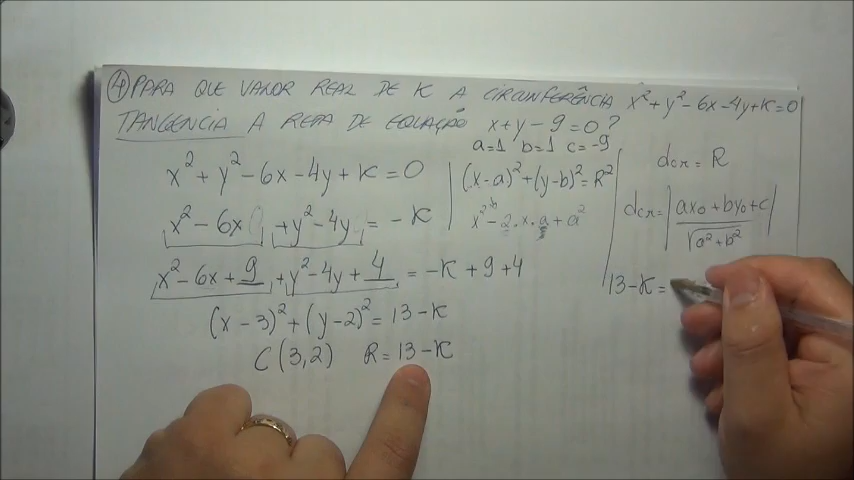 ④ PARA QUE VALOR REAL DE K A CIRCUNFERÊNCIA x²+y²-6x-4y+K=0
TANGENCIA A RETA DE EQUAÇÃO x+y-9=0?
a=1 b=1 c=-9
x²+y²-6x-4y+K=0
x²-6x +y²-4y = -K
x²-6x+9+y²-4y+4 = -K+9+4
(x-3)²+(y-2)²=13-K
C(3,2) R=13-K
(x-a)²+(y-b)²=R²
x²-2.x.a+a²
dcr=R
dcr=|ax₀+by₀+c/√a²+b²|
13-K=